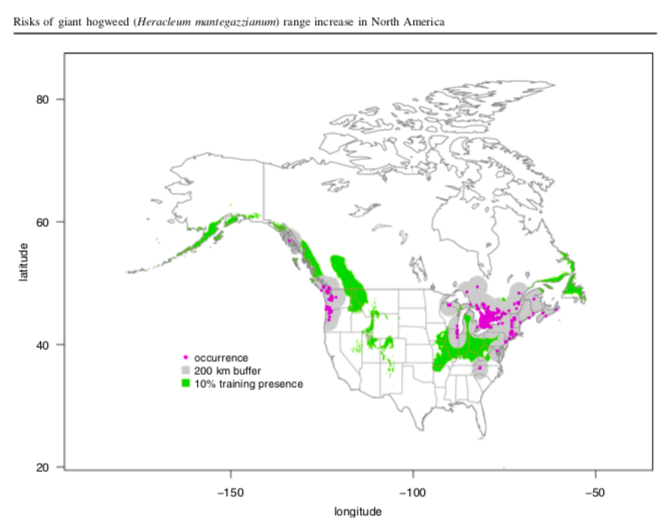 Risks of giant hogweed (Heracleum mantegazzianum) range increase in North America
80
60
latitude
40
occurrence
200 km buffer
10% training presence
20
−150
−100
−50
longitude